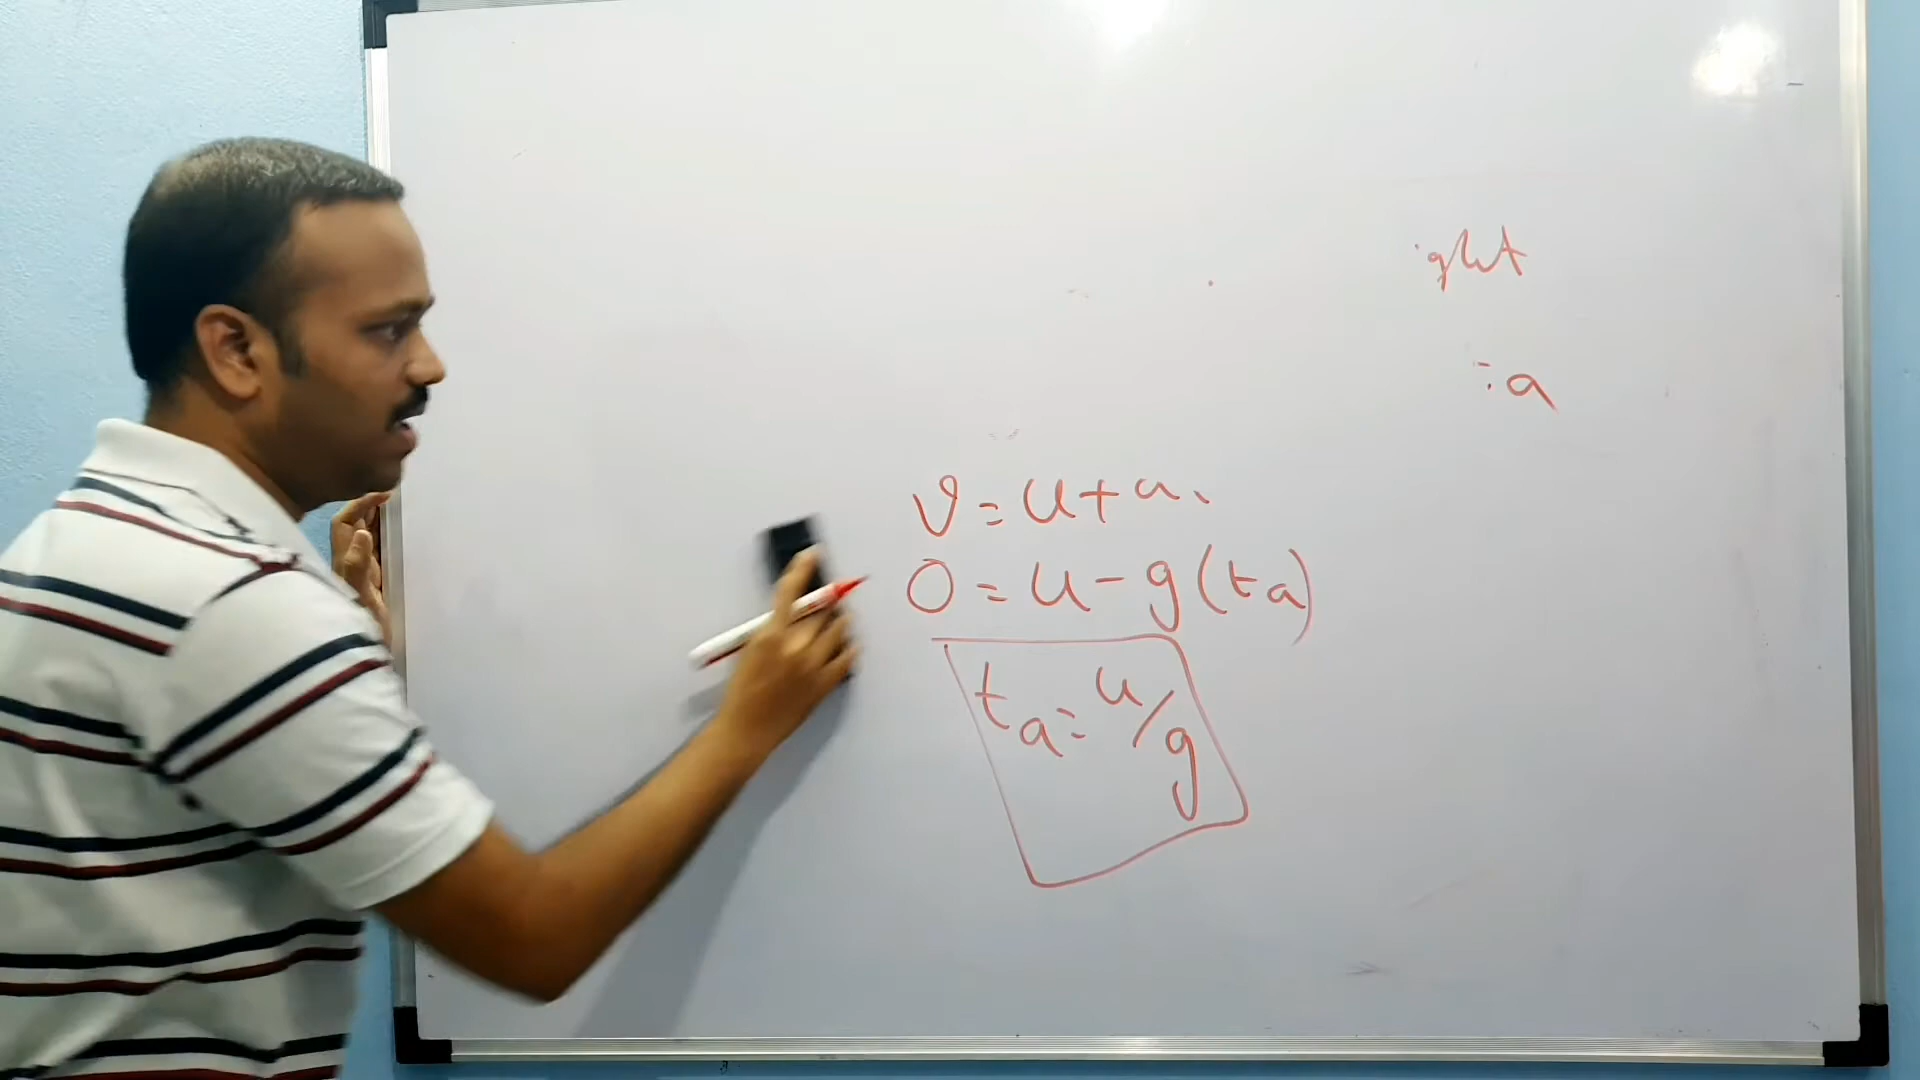 ght
= a
v = u + a
0 = u - g (ta)
ta = u/g